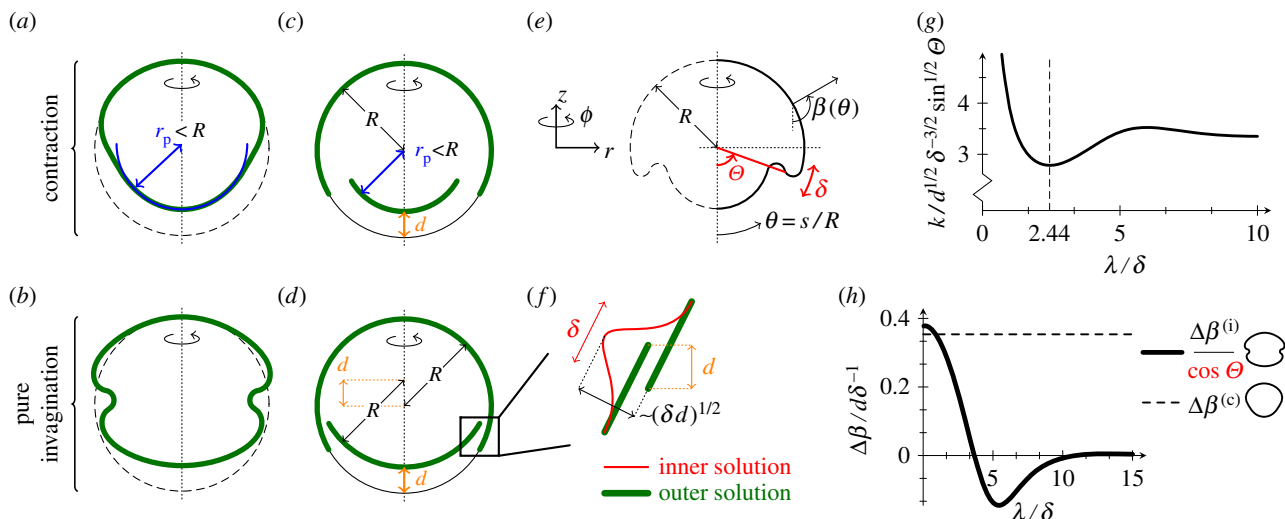 (a)
contraction
r_p < R
(c)
R
r_p < R
d
(e)
z
ϕ
r
R
β(θ)
Θ
δ
θ = s/R
(g)
k/d^{1/2} δ^{-3/2} sin^{1/2} Θ
4
3
0
2.44
5
10
λ/δ
(b)
pure
invagination
(d)
d
R
R
d
(f)
δ
d
~(δd)^{1/2}
inner solution
outer solution
(h)
Δβ/dδ^{-1}
0.4
0.2
0
5
10
15
λ/δ
Δβ^{(i)}
cos Θ
Δβ^{(c)}